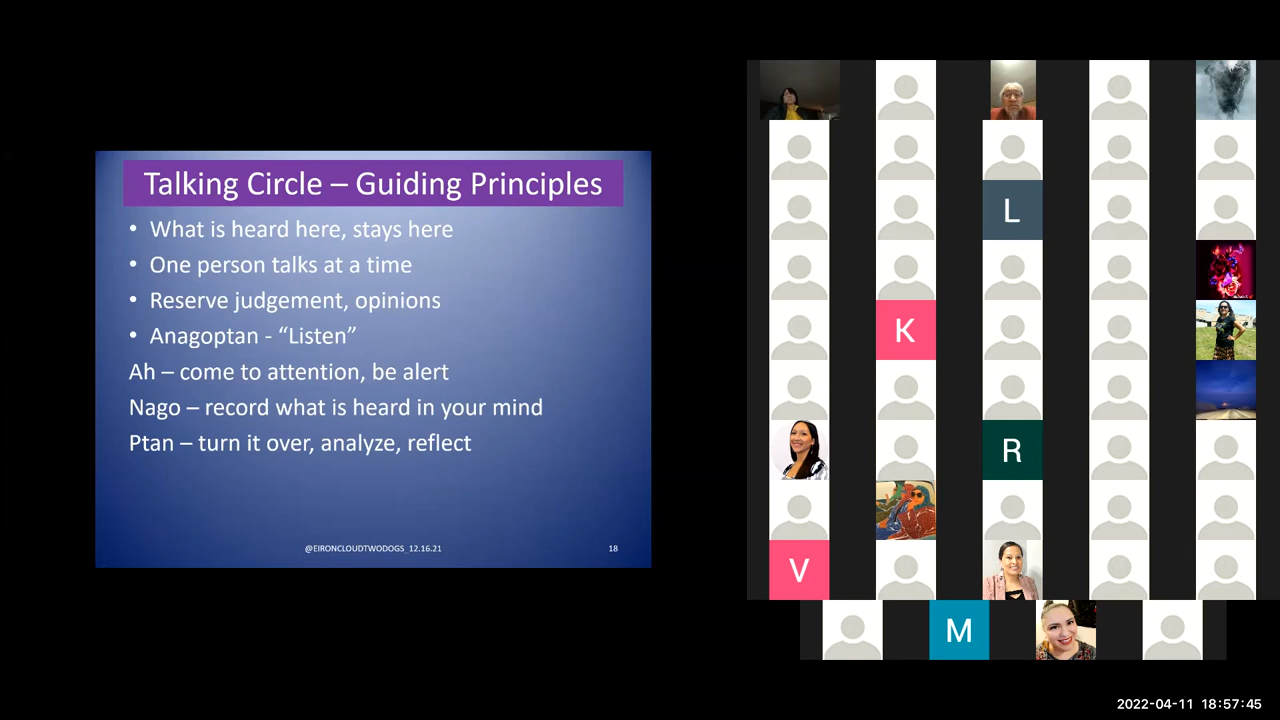 Talking Circle – Guiding Principles
• What is heard here, stays here
• One person talks at a time
• Reserve judgement, opinions
• Anagoptan - “Listen”
Ah – come to attention, be alert
Nago – record what is heard in your mind
Ptan – turn it over, analyze, reflect
@EIRONCLOUDTWODOGS_12.16.21
18
L
K
R
V
M
2022-04-11 18:57:45